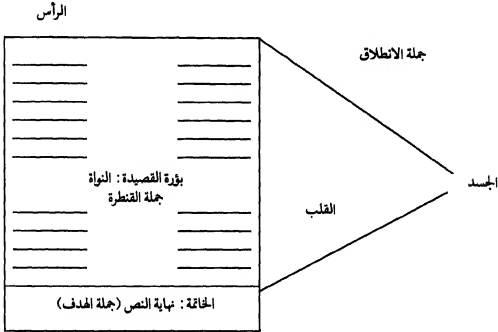 الرأس
جملة الانطلاق
بؤرة القصيدة : النواة
جملة القنطرة
الجسد
القلب
الخاتمة : نهاية النص (جملة الهدف)